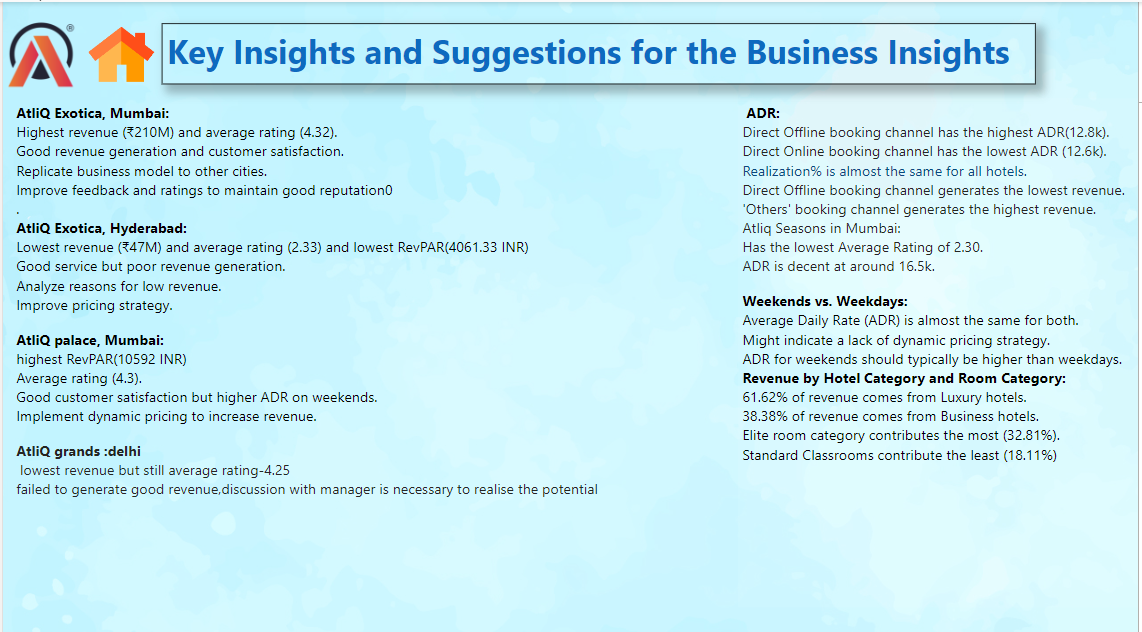 Key Insights and Suggestions for the Business Insights
AtliQ Exotica, Mumbai:
Highest revenue (₹210M) and average rating (4.32).
Good revenue generation and customer satisfaction.
Replicate business model to other cities.
Improve feedback and ratings to maintain good reputation0
.
AtliQ Exotica, Hyderabad:
Lowest revenue (₹47M) and average rating (2.33) and lowest RevPAR(4061.33 INR)
Good service but poor revenue generation.
Analyze reasons for low revenue.
Improve pricing strategy.
AtliQ palace, Mumbai:
highest RevPAR(10592 INR)
Average rating (4.3).
Good customer satisfaction but higher ADR on weekends.
Implement dynamic pricing to increase revenue.
AtliQ grands :delhi
lowest revenue but still average rating-4.25
failed to generate good revenue,discussion with manager is necessary to realise the potential
ADR:
Direct Offline booking channel has the highest ADR(12.8k).
Direct Online booking channel has the lowest ADR (12.6k).
Realization% is almost the same for all hotels.
Direct Offline booking channel generates the lowest revenue.
'Others' booking channel generates the highest revenue.
Atliq Seasons in Mumbai:
Has the lowest Average Rating of 2.30.
ADR is decent at around 16.5k.
Weekends vs. Weekdays:
Average Daily Rate (ADR) is almost the same for both.
Might indicate a lack of dynamic pricing strategy.
ADR for weekends should typically be higher than weekdays.
Revenue by Hotel Category and Room Category:
61.62% of revenue comes from Luxury hotels.
38.38% of revenue comes from Business hotels.
Elite room category contributes the most (32.81%).
Standard Classrooms contribute the least (18.11%)